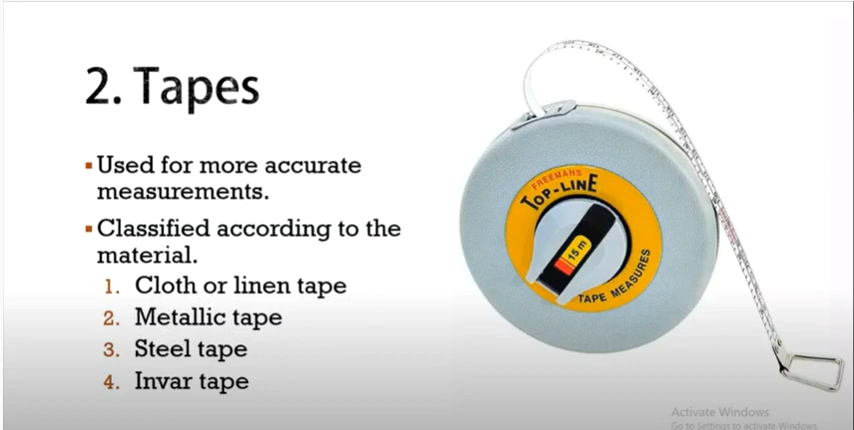 2. Tapes
▪ Used for more accurate
measurements.
▪ Classified according to the
material.
1. Cloth or linen tape
2. Metallic tape
3. Steel tape
4. Invar tape
FREEMANS
TOP-LINE
15 m
TAPE MEASURES
Activate Windows
Go to Settings to activate Windows.